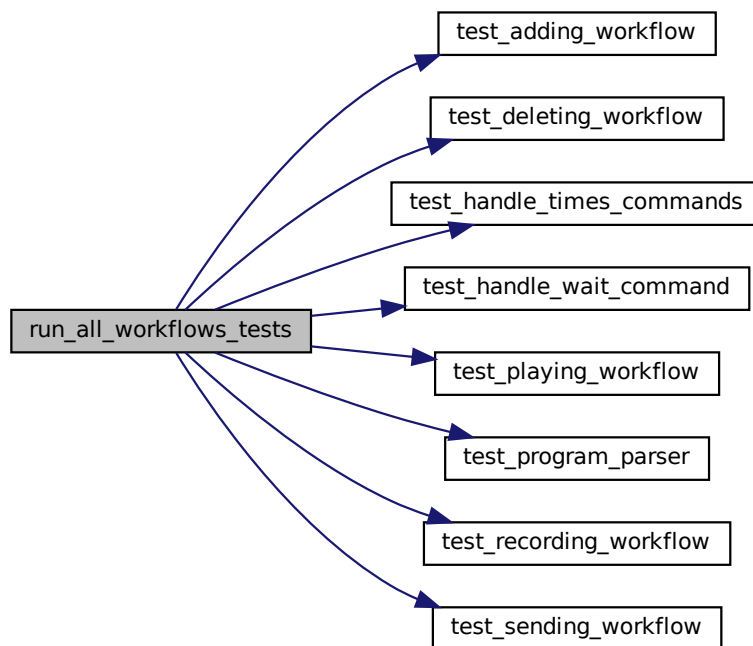 test_adding_workflow
test_deleting_workflow
test_handle_times_commands
test_handle_wait_command
run_all_workflows_tests
test_playing_workflow
test_program_parser
test_recording_workflow
test_sending_workflow